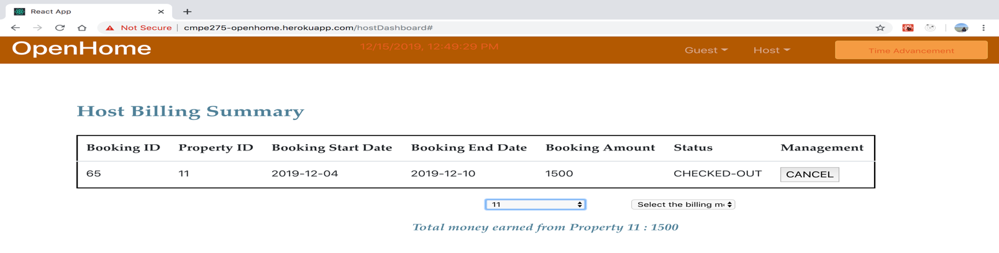 React App
Not Secure | cmpe275-openhome.herokuapp.com/hostDashboard#
OpenHome 12/15/2019, 12:49:29 PM Guest Host Time Advancement
Host Billing Summary
Booking ID Property ID Booking Start Date Booking End Date Booking Amount Status Management
65 11 2019-12-04 2019-12-10 1500 CHECKED-OUT CANCEL
11 Select the billing m
Total money earned from Property 11 : 1500